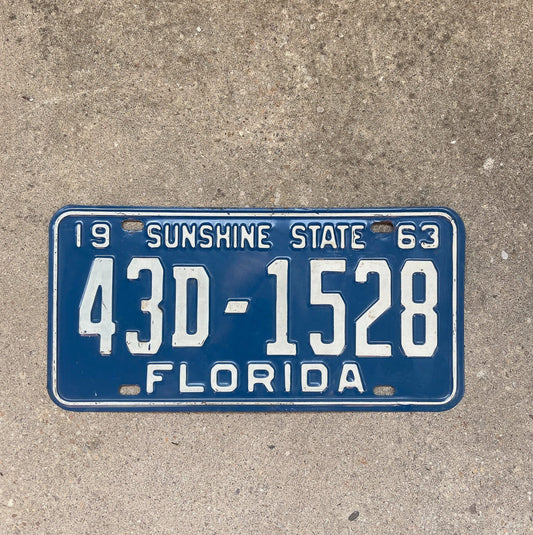 19 SUNSHINE STATE 63
43D-1528
FLORIDA